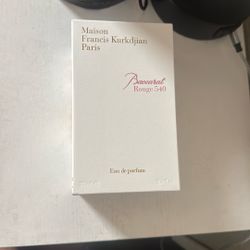 Maison
Francis Kurkdjian
Paris
Baccarat
Rouge 540
Eau de parfum